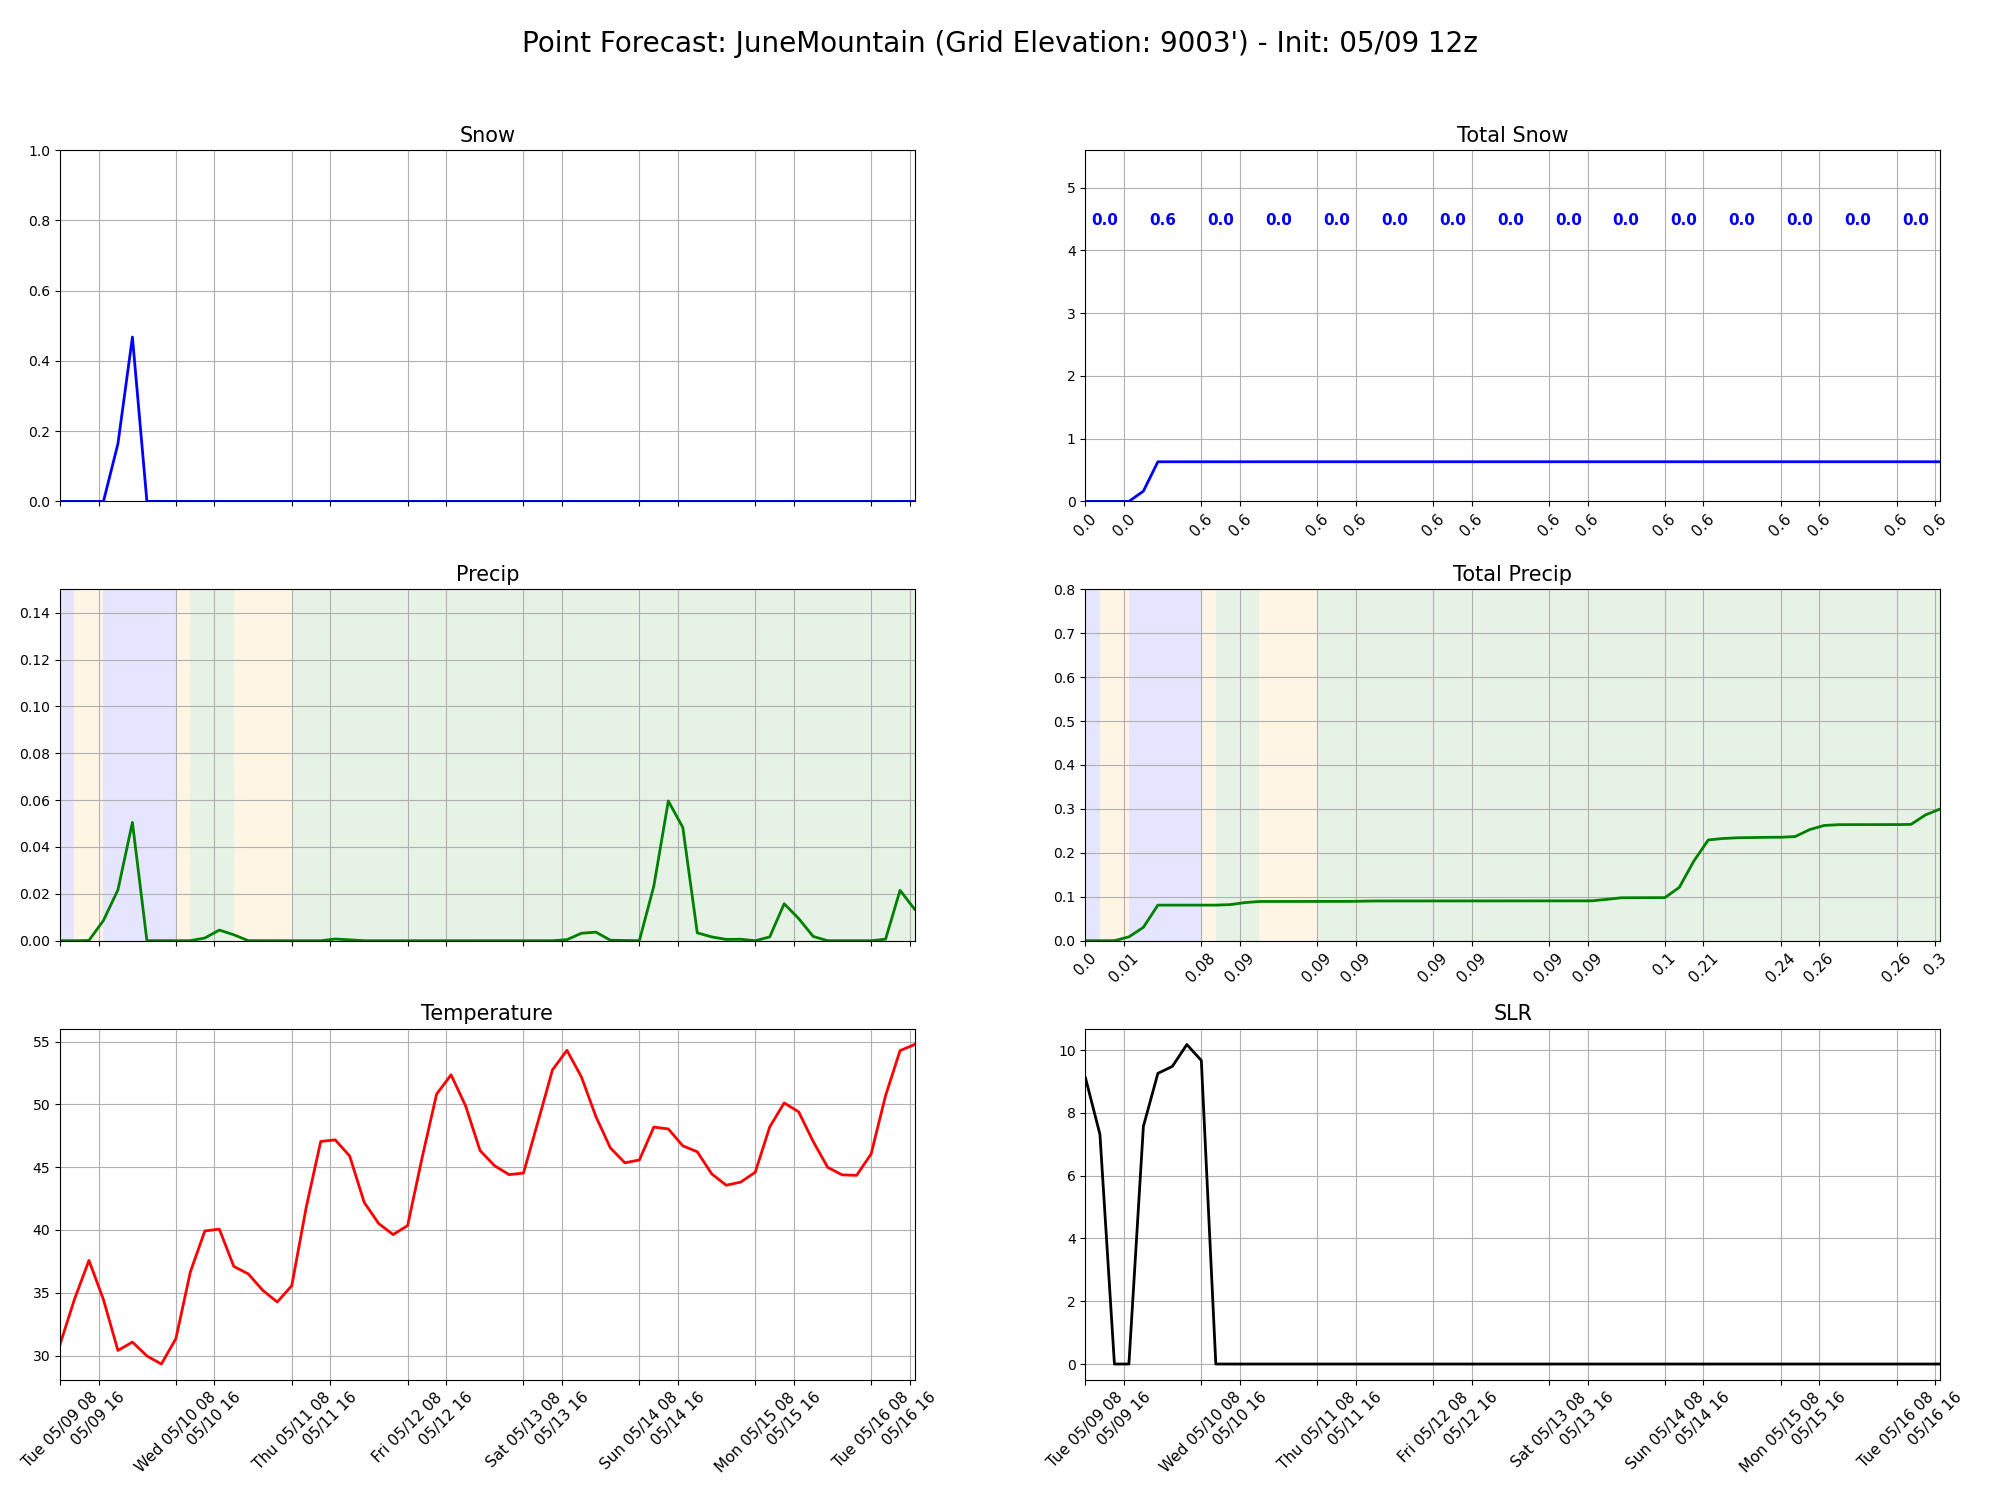 Point Forecast: JuneMountain (Grid Elevation: 9003') - Init: 05/09 12z
Snow
1.0
0.8
0.6
0.4
0.2
0.0
Total Snow
5
4
3
2
1
0
0.0 0.6 0.0 0.0 0.0 0.0 0.0 0.0 0.0 0.0 0.0 0.0 0.0 0.0 0.0
0.0 0.0 0.6 0.6 0.6 0.6 0.6 0.6 0.6 0.6 0.6 0.6 0.6 0.6 0.6 0.6
Precip
0.14
0.12
0.10
0.08
0.06
0.04
0.02
0.00
Total Precip
0.8
0.7
0.6
0.5
0.4
0.3
0.2
0.1
0.0
0.0 0.01 0.08 0.09 0.09 0.09 0.09 0.09 0.09 0.09 0.1 0.21 0.24 0.26 0.26 0.3
Temperature
55
50
45
40
35
30
Tue 05/09 08
05/09 16
Wed 05/10 08
05/10 16
Thu 05/11 08
05/11 16
Fri 05/12 08
05/12 16
Sat 05/13 08
05/13 16
Sun 05/14 08
05/14 16
Mon 05/15 08
05/15 16
Tue 05/16 08
05/16 16
SLR
10
8
6
4
2
0
Tue 05/09 08
05/09 16
Wed 05/10 08
05/10 16
Thu 05/11 08
05/11 16
Fri 05/12 08
05/12 16
Sat 05/13 08
05/13 16
Sun 05/14 08
05/14 16
Mon 05/15 08
05/15 16
Tue 05/16 08
05/16 16